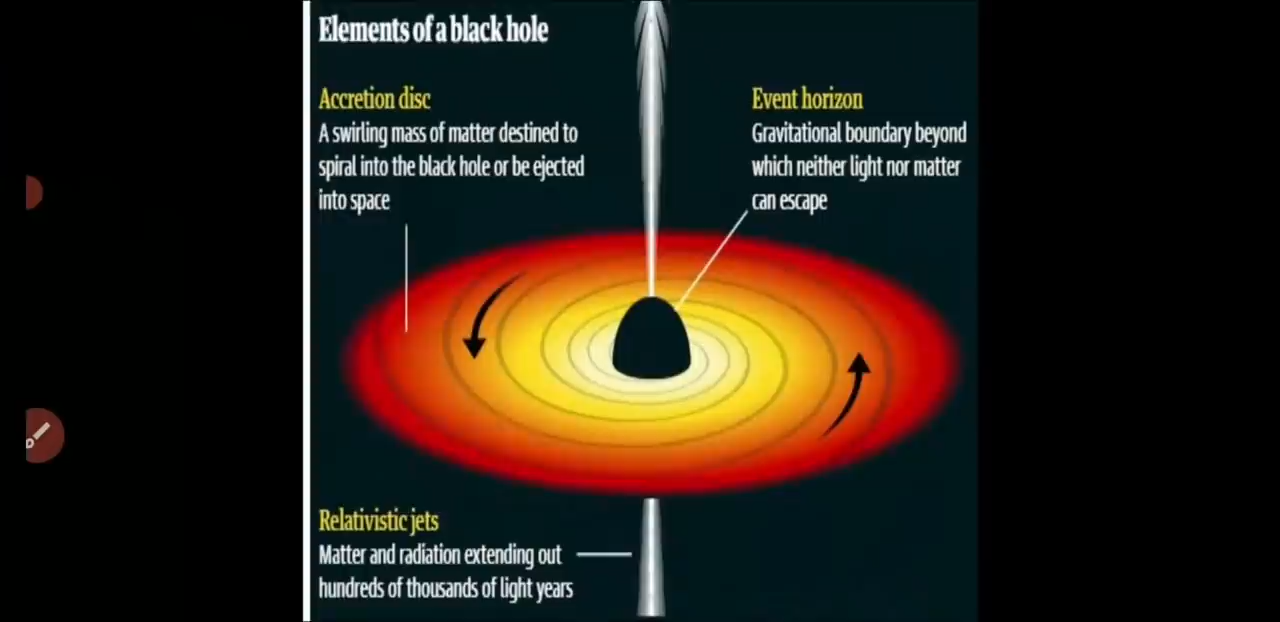 Elements of a black hole
Accretion disc
A swirling mass of matter destined to
spiral into the black hole or be ejected
into space
Event horizon
Gravitational boundary beyond
which neither light nor matter
can escape
Relativistic jets
Matter and radiation extending out
hundreds of thousands of light years